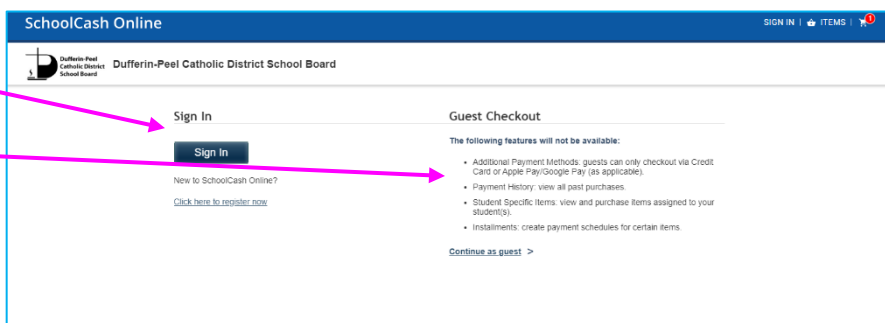 SchoolCash Online
SIGN IN | ITEMS | 1
Dufferin-Peel
Catholic District
School Board
Dufferin-Peel Catholic District School Board
Sign In
Sign In
New to SchoolCash Online?
Click here to register now
Guest Checkout
The following features will not be available:
• Additional Payment Methods: guests can only checkout via Credit
Card or Apple Pay/Google Pay (as applicable).
• Payment History: view all past purchases.
• Student Specific Items: view and purchase items assigned to your
student(s).
• Installments: create payment schedules for certain items.
Continue as guest >